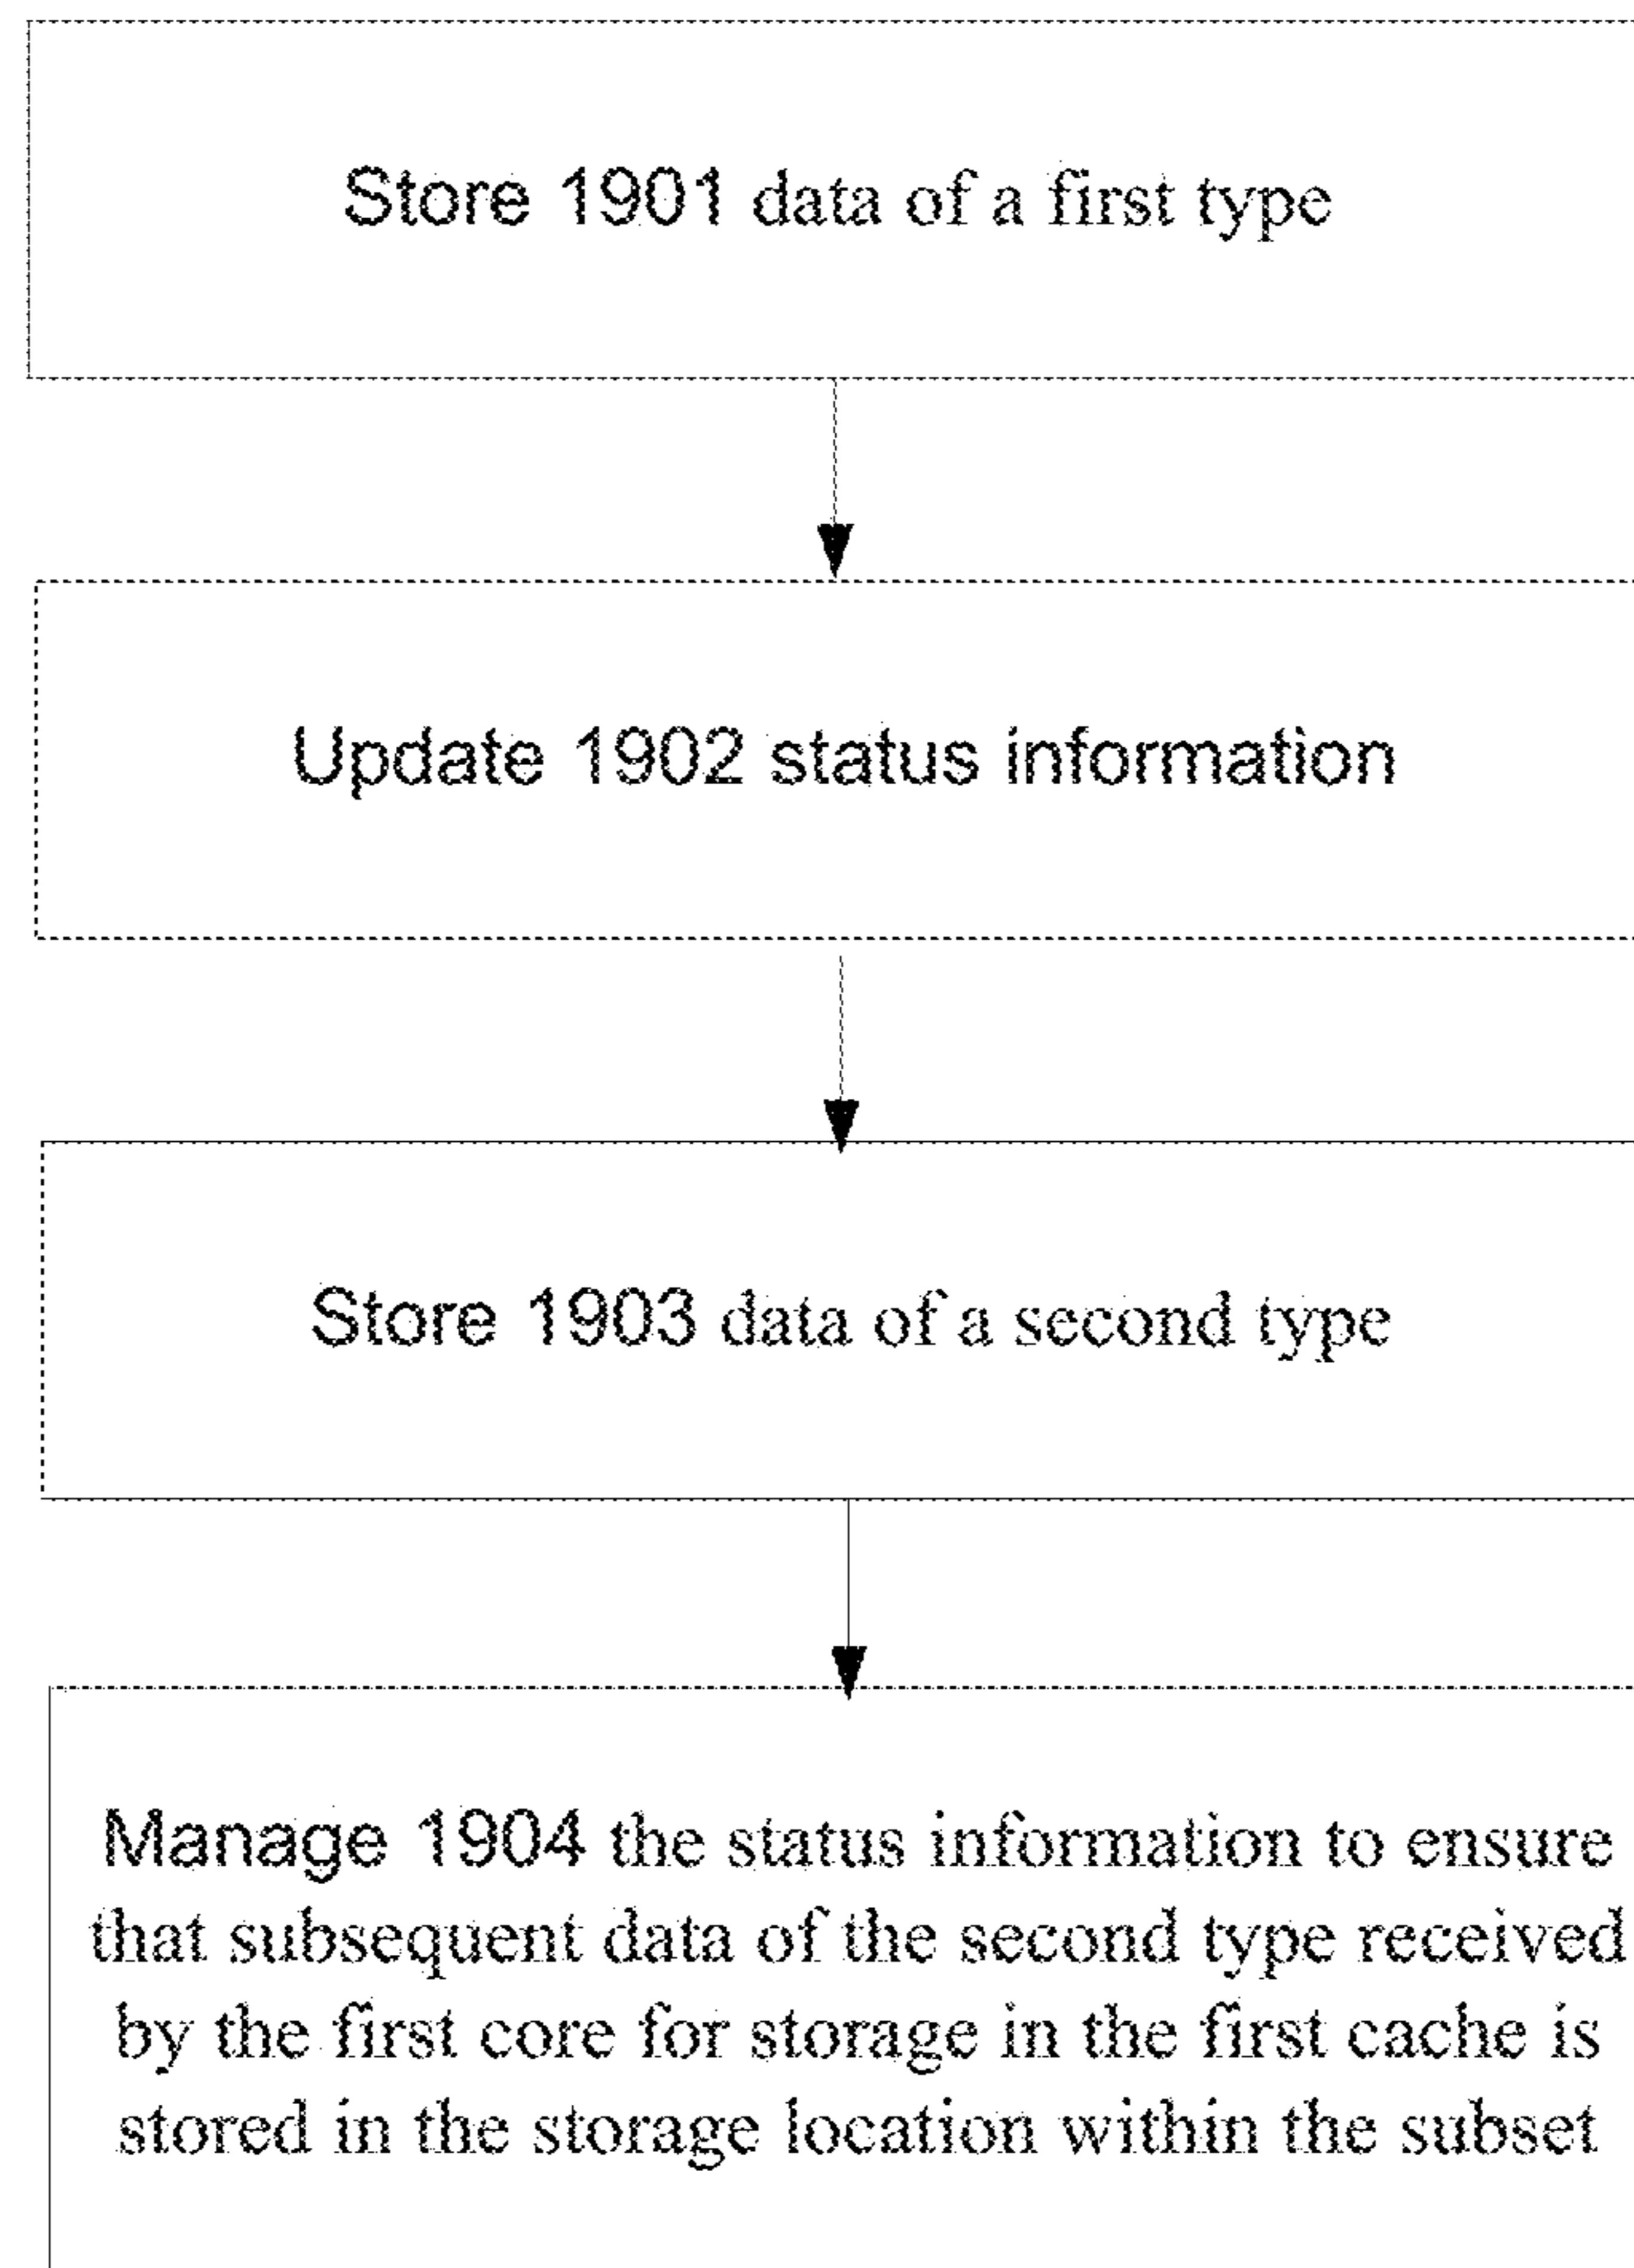 Store 1901 data of a first type
Update 1902 status information
Store 1903 data of a second type
Manage 1904 the status information to ensure
that subsequent data of the second type received
by the first core for storage in the first cache is
stored in the storage location within the subset